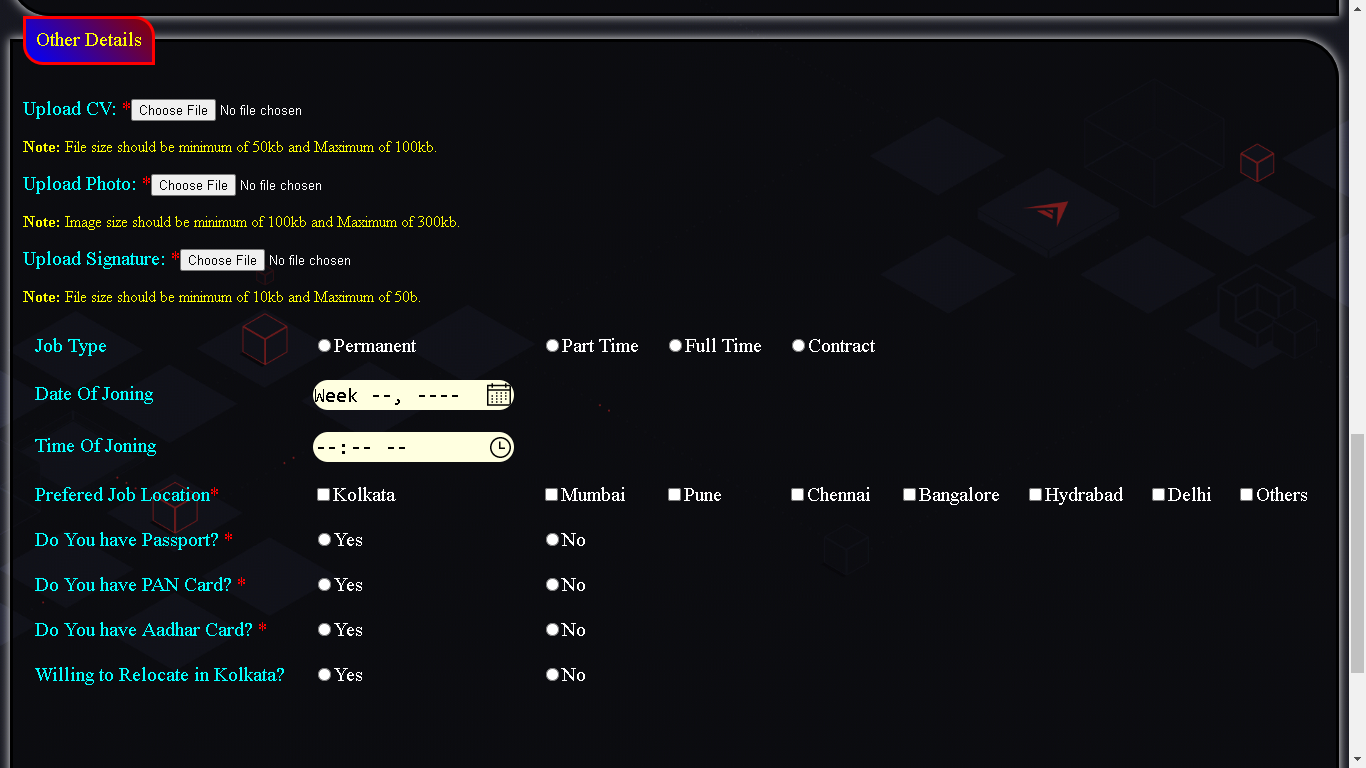 Other Details
Upload CV: *Choose File No file chosen
Note: File size should be minimum of 50kb and Maximum of 100kb.
Upload Photo: *Choose File No file chosen
Note: Image size should be minimum of 100kb and Maximum of 300kb.
Upload Signature: *Choose File No file chosen
Note: File size should be minimum of 10kb and Maximum of 50b.
Job Type Permanent Part Time Full Time Contract
Date Of Joning Week --, ----
Time Of Joning --:-- --
Prefered Job Location* Kolkata Mumbai Pune Chennai Bangalore Hydrabad Delhi Others
Do You have Passport? * Yes No
Do You have PAN Card? * Yes No
Do You have Aadhar Card? * Yes No
Willing to Relocate in Kolkata? Yes No